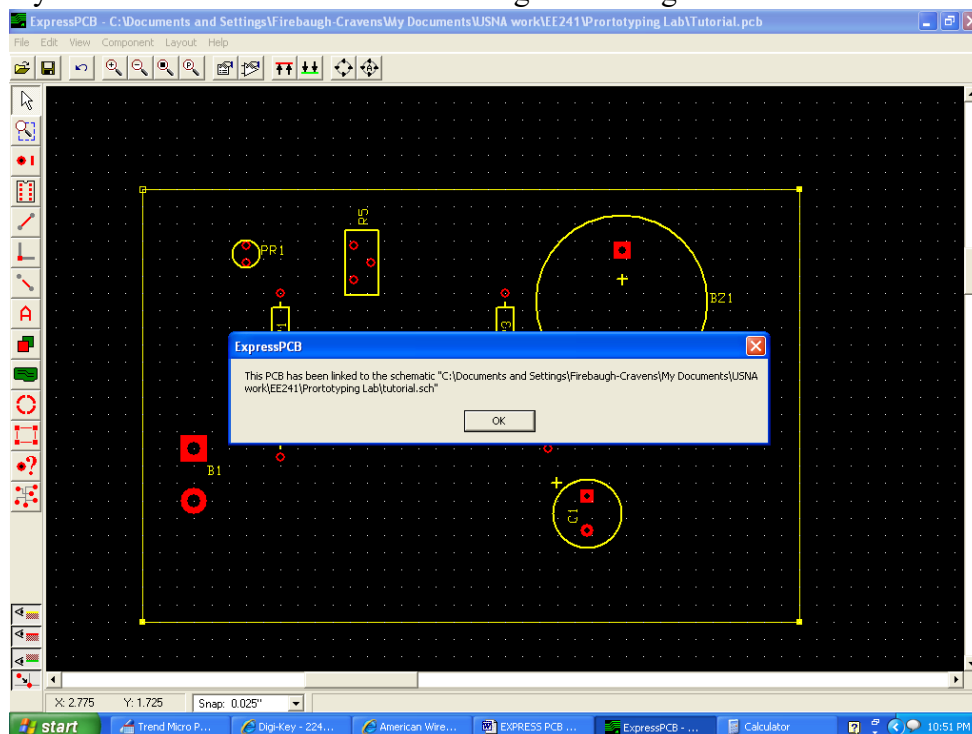 ExpressPCB - C:\Documents and Settings\Firebaugh-Cravens\My Documents\USNA work\EE241\Prortotyping Lab\Tutorial.pcb
File Edit View Component Layout Help
R5
PR1
BZ1
ExpressPCB
This PCB has been linked to the schematic "C:\Documents and Settings\Firebaugh-Cravens\My Documents\USNA
work\EE241\Prortotyping Lab\tutorial.sch"
OK
B1
C1
X: 2.775 Y: 1.725 Snap: 0.025"
start Trend Micro P... Digi-Key - 224... American Wire... EXPRESS PCB ... ExpressPCB - ... Calculator 10:51 PM